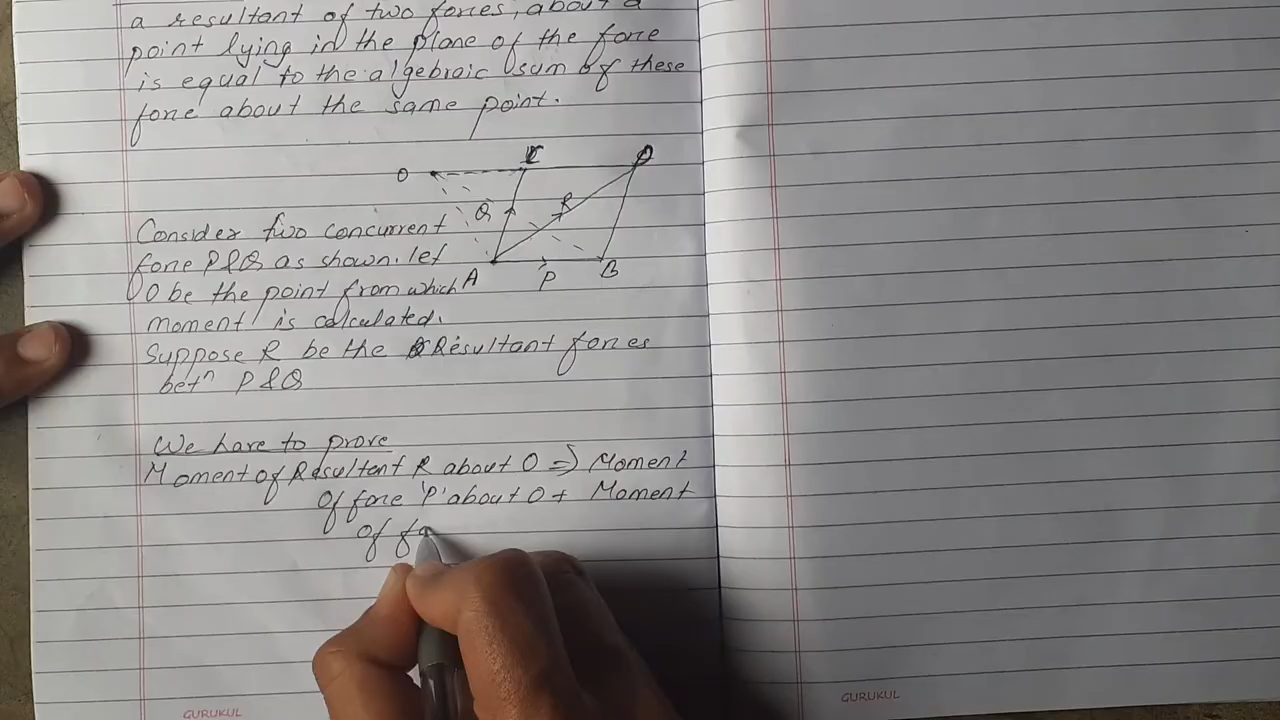 a resultant of two forces, about a
point lying in the plane of the force
is equal to the algebraic sum of these
force about the same point.
O C D
Q R
A P B
Consider two concurrent
force P & Q as shown. let
O be the point from which
moment is calculated.
Suppose R be the Resultant forces
betn P & Q
We have to prove
Moment of Resultant R about O => Moment
of force 'P' about O + Moment
of fo
GURUKUL
GURUKUL